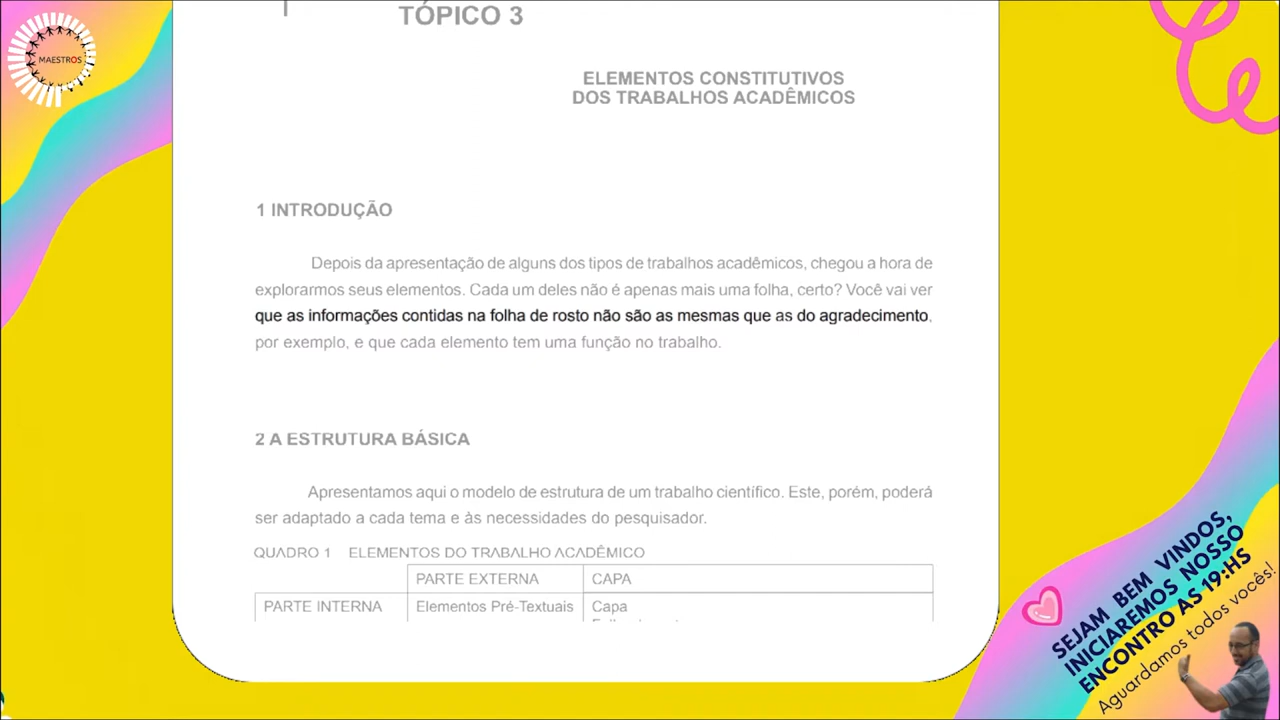 MAESTROS
TÓPICO 3
ELEMENTOS CONSTITUTIVOS
DOS TRABALHOS ACADÊMICOS
1 INTRODUÇÃO
Depois da apresentação de alguns dos tipos de trabalhos acadêmicos, chegou a hora de
explorarmos seus elementos. Cada um deles não é apenas mais uma folha, certo? Você vai ver
que as informações contidas na folha de rosto não são as mesmas que as do agradecimento,
por exemplo, e que cada elemento tem uma função no trabalho.
2 A ESTRUTURA BÁSICA
Apresentamos aqui o modelo de estrutura de um trabalho científico. Este, porém, poderá
ser adaptado a cada tema e às necessidades do pesquisador.
QUADRO 1 ELEMENTOS DO TRABALHO ACADÊMICO
PARTE EXTERNA CAPA
PARTE INTERNA Elementos Pré-Textuais Capa
SEJAM BEM VINDOS,
INICIAREMOS NOSSO
ENCONTRO AS 19:HS
Aguardamos todos vocês!